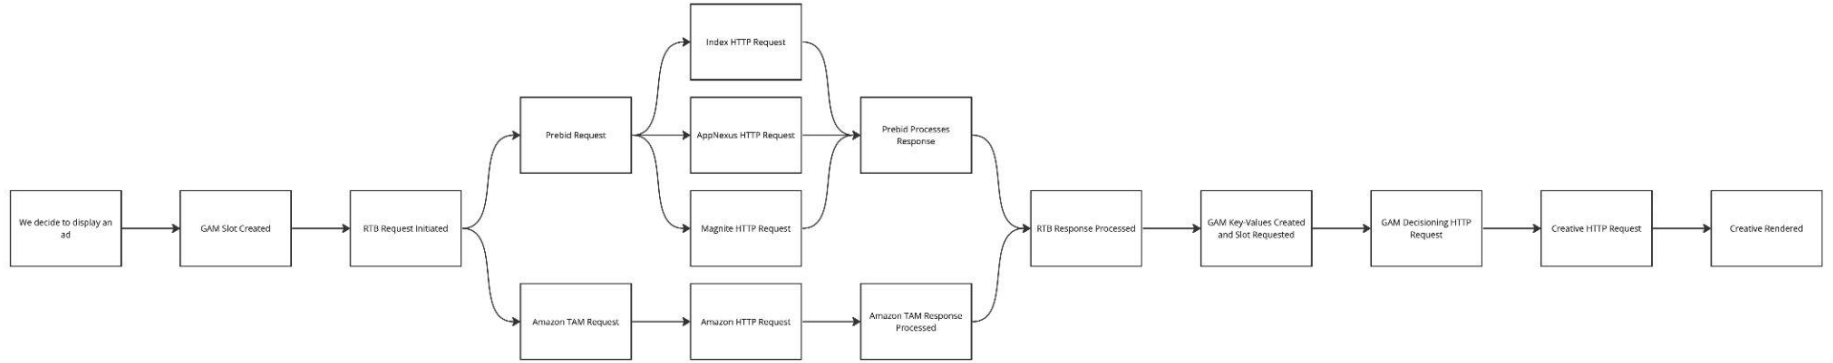 We decide to display an
ad
GAM Slot Created
RTB Request Initiated
Prebid Request
Index HTTP Request
AppNexus HTTP Request
Magnite HTTP Request
Prebid Processes
Response
Amazon TAM Request
Amazon HTTP Request
Amazon TAM Response
Processed
RTB Response Processed
GAM Key-Values Created
and Slot Requested
GAM Decisioning HTTP
Request
Creative HTTP Request
Creative Rendered